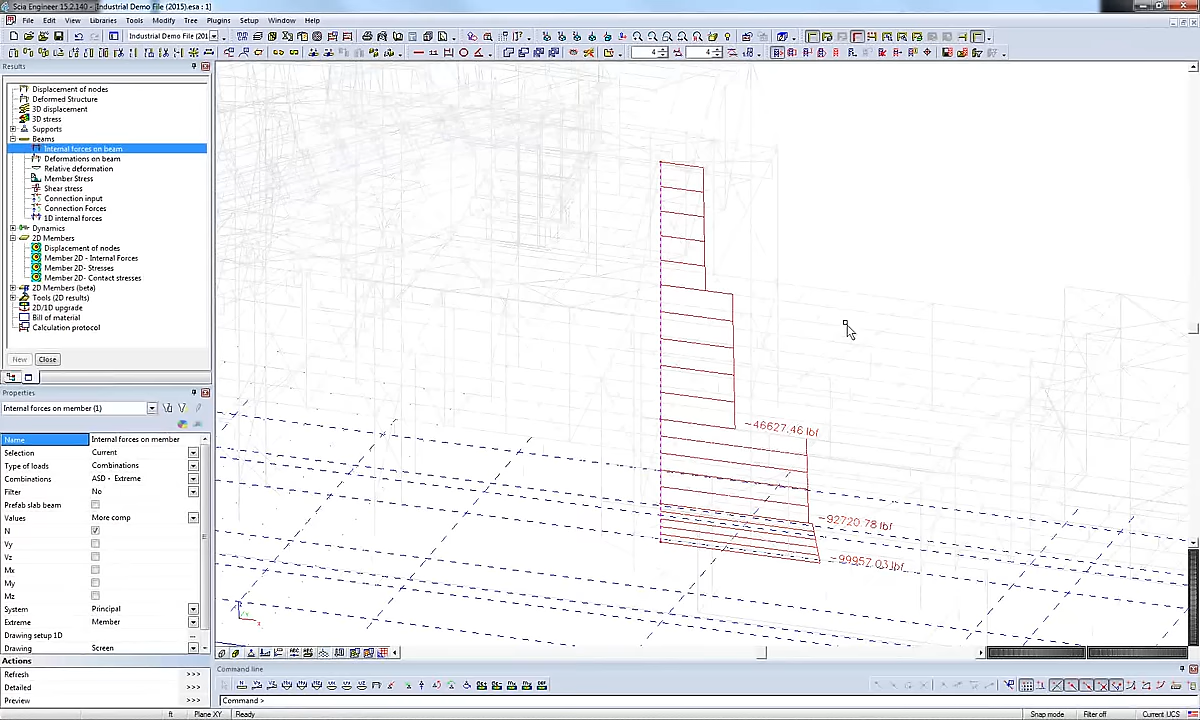 Scia Engineer 15.2.140 - [Industrial Demo File (2015).esa : 1]
File Edit View Libraries Tools Modify Tree Plugins Setup Window Help
Industrial Demo File (201
4 4
Results
Displacement of nodes
Deformed Structure
3D displacement
3D stress
Supports
Beams
Internal forces on beam
Deformations on beam
Relative deformation
Member Stress
Shear stress
Connection input
Connection Forces
1D internal forces
Dynamics
2D Members
Displacement of nodes
Member 2D - Internal Forces
Member 2D- Stresses
Member 2D- Contact stresses
2D Members (beta)
Tools (2D results)
2D/1D upgrade
Bill of material
Calculation protocol
New Close
-46627.46 lbf
-92720.78 lbf
-99957.03 lbf
Properties
Internal forces on member (1)
Name Internal forces on member
Selection Current
Type of loads Combinations
Combinations ASD - Extreme
Filter No
Prefab slab beam
Values More comp
N
Vy
Vz
Mx
My
Mz
System Principal
Extreme Member
Drawing setup 1D ...
Drawing Screen
Actions
Refresh >>>
Detailed >>>
Preview >>>
Command line
Command >
ft Plane XY Ready Snap mode Filter off Current UCS